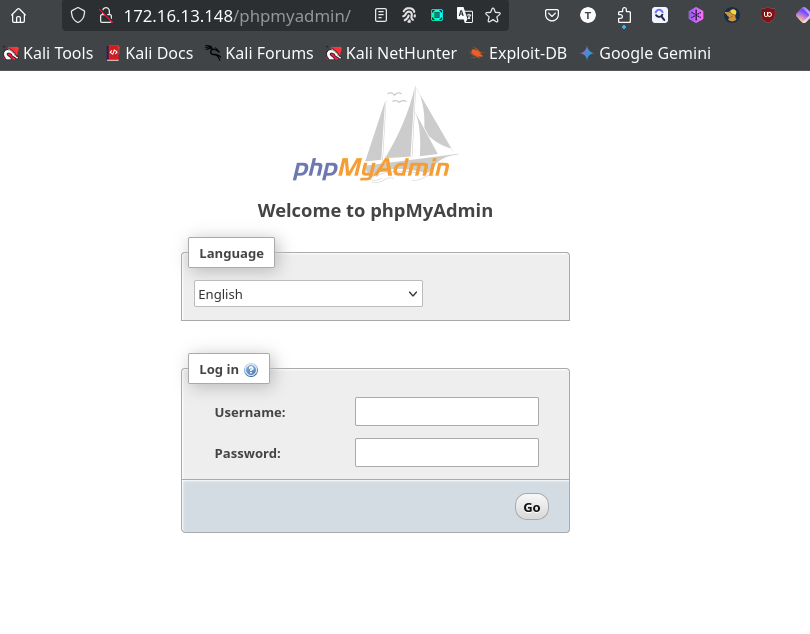 172.16.13.148/phpmyadmin/
Kali Tools Kali Docs Kali Forums Kali NetHunter Exploit-DB Google Gemini
phpMyAdmin
Welcome to phpMyAdmin
Language
English
Log in
Username:
Password:
Go